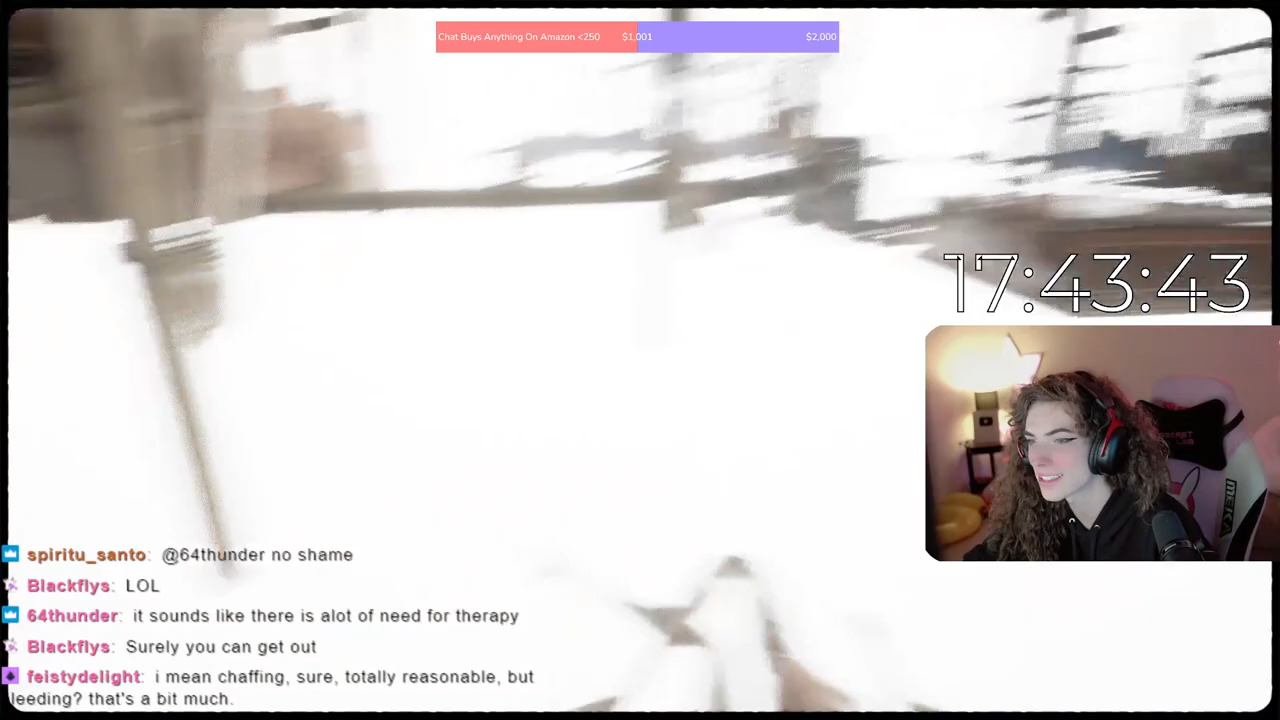 Chat Buys Anything On Amazon <250 $1,001 $2,000
17:43:43
spiritu_santo: @64thunder no shame
Blackflys: LOL
64thunder: it sounds like there is alot of need for therapy
Blackflys: Surely you can get out
feistydelight: i mean chaffing, sure, totally reasonable, but
leeding? that's a bit much.
MEKA